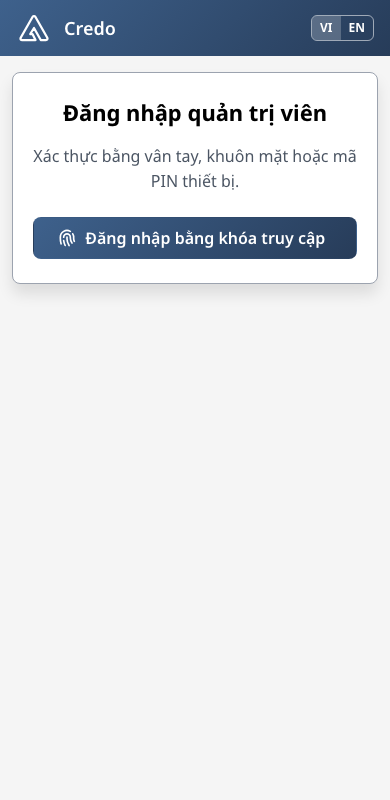 Credo
VI EN
Đăng nhập quản trị viên
Xác thực bằng vân tay, khuôn mặt hoặc mã
PIN thiết bị.
Đăng nhập bằng khóa truy cập